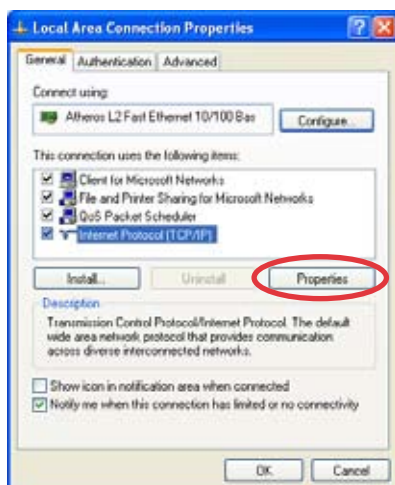 Local Area Connection Properties
General Authentication Advanced
Connect using:
Atheros L2 Fast Ethernet 10/100 Bas Configure...
This connection uses the following items:
Client for Microsoft Networks
File and Printer Sharing for Microsoft Networks
QoS Packet Scheduler
Internet Protocol (TCP/IP)
Install... Uninstall Properties
Description
Transmission Control Protocol/Internet Protocol. The default
wide area network protocol that provides communication
across diverse interconnected networks.
Show icon in notification area when connected
Notify me when this connection has limited or no connectivity
OK Cancel